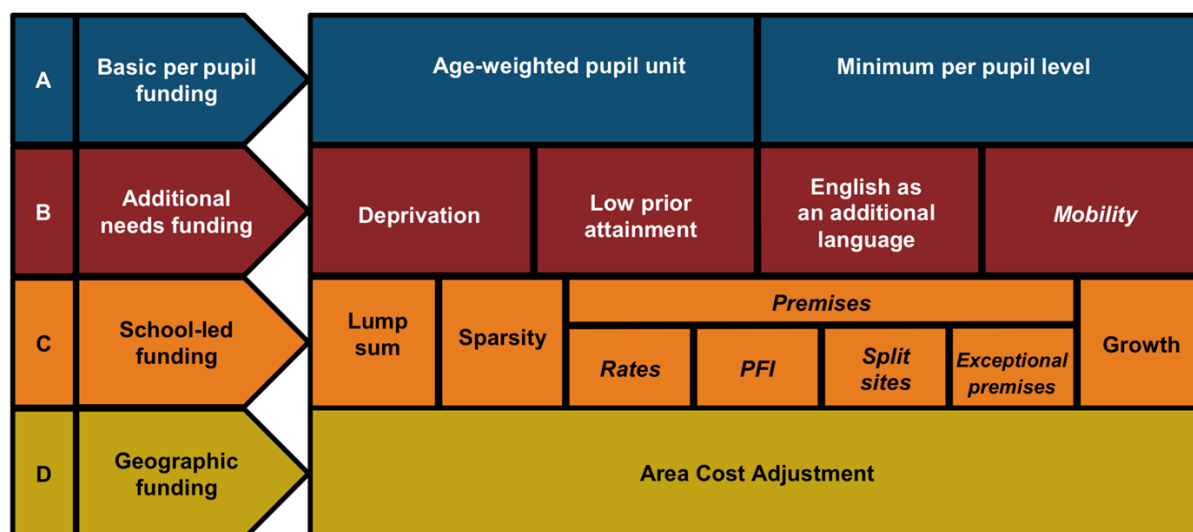 A
Basic per pupil
funding
Age-weighted pupil unit
Minimum per pupil level
B
Additional
needs funding
Deprivation
Low prior
attainment
English as
an additional
language
Mobility
C
School-led
funding
Lump
sum
Sparsity
Premises
Rates
PFI
Split
sites
Exceptional
premises
Growth
D
Geographic
funding
Area Cost Adjustment